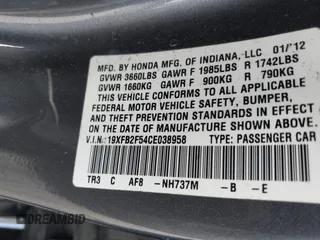 MFD. BY HONDA MFG. OF INDIANA, LLC 01/'12
GVWR 3660LBS GAWR F 1985LBS R 1742LBS
GVWR 1660KG GAWR F 900KG R 790KG
THIS VEHICLE CONFORMS TO ALL APPLICABLE
FEDERAL MOTOR VEHICLE SAFETY, BUMPER,
AND THEFT PREVENTION STANDARDS IN EFFECT
ON THE DATE OF MANUFACTURE SHOWN ABOVE.
V.I.N: 19XFB2F54CE038958 TYPE: PASSENGER CAR
TR3 C AF8 -NH737M -B -E
DREAMBID